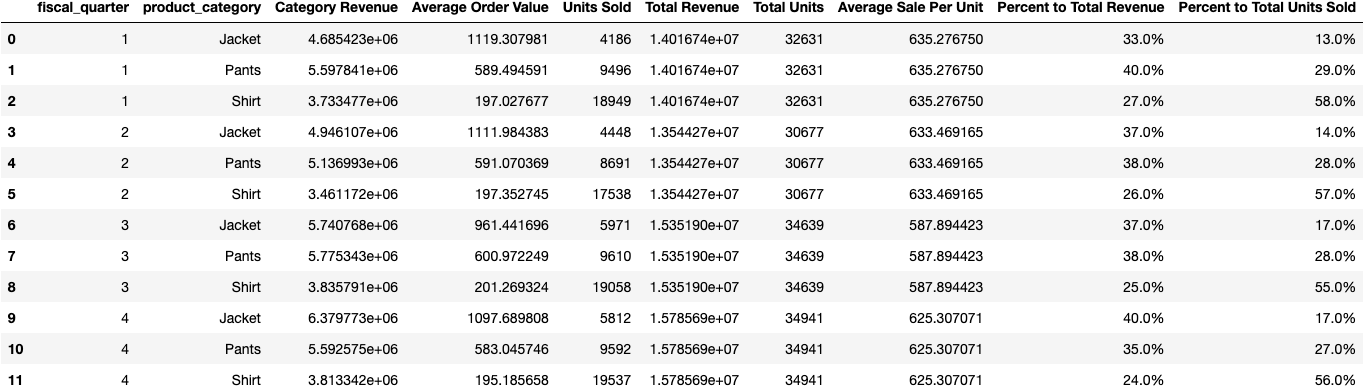 fiscal_quarter product_category Category Revenue Average Order Value Units Sold Total Revenue Total Units Average Sale Per Unit Percent to Total Revenue Percent to Total Units Sold
0 1 Jacket 4.685423e+06 1119.307981 4186 1.401674e+07 32631 635.276750 33.0% 13.0%
1 1 Pants 5.597841e+06 589.494591 9496 1.401674e+07 32631 635.276750 40.0% 29.0%
2 1 Shirt 3.733477e+06 197.027677 18949 1.401674e+07 32631 635.276750 27.0% 58.0%
3 2 Jacket 4.946107e+06 1111.984383 4448 1.354427e+07 30677 633.469165 37.0% 14.0%
4 2 Pants 5.136993e+06 591.070369 8691 1.354427e+07 30677 633.469165 38.0% 28.0%
5 2 Shirt 3.461172e+06 197.352745 17538 1.354427e+07 30677 633.469165 26.0% 57.0%
6 3 Jacket 5.740768e+06 961.441696 5971 1.535190e+07 34639 587.894423 37.0% 17.0%
7 3 Pants 5.775343e+06 600.972249 9610 1.535190e+07 34639 587.894423 38.0% 28.0%
8 3 Shirt 3.835791e+06 201.269324 19058 1.535190e+07 34639 587.894423 25.0% 55.0%
9 4 Jacket 6.379773e+06 1097.689808 5812 1.578569e+07 34941 625.307071 40.0% 17.0%
10 4 Pants 5.592575e+06 583.045746 9592 1.578569e+07 34941 625.307071 35.0% 27.0%
11 4 Shirt 3.813342e+06 195.185658 19537 1.578569e+07 34941 625.307071 24.0% 56.0%